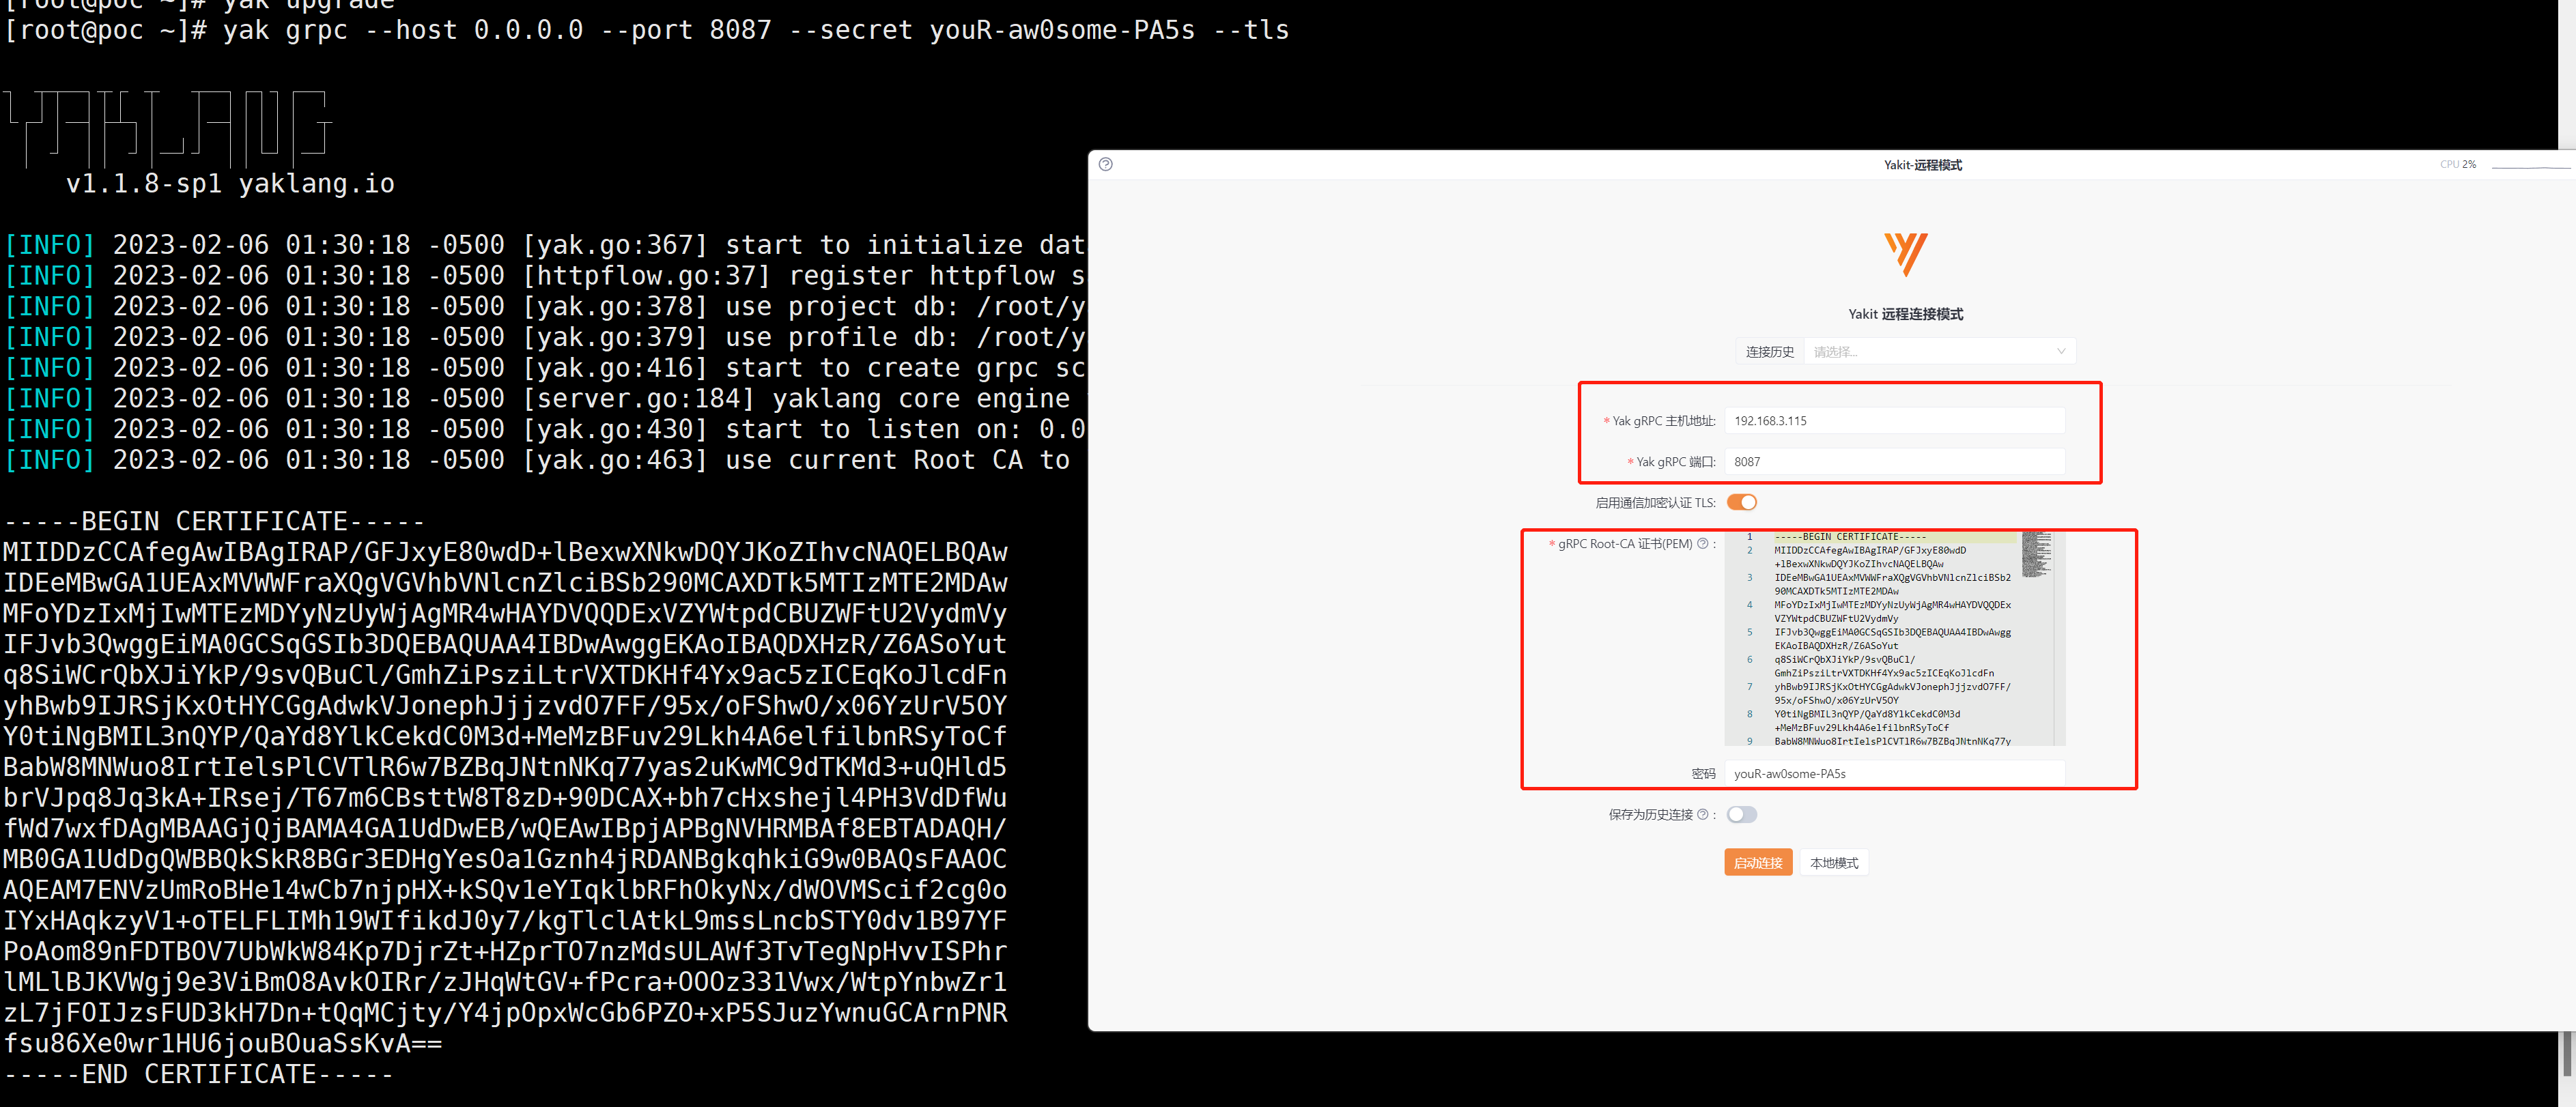 [root@poc ~]# yak upgrade
[root@poc ~]# yak grpc --host 0.0.0.0 --port 8087 --secret youR-aw0some-PA5s --tls
YAKLANG
v1.1.8-sp1 yaklang.io
[INFO] 2023-02-06 01:30:18 -0500 [yak.go:367] start to initialize dat
[INFO] 2023-02-06 01:30:18 -0500 [httpflow.go:37] register httpflow s
[INFO] 2023-02-06 01:30:18 -0500 [yak.go:378] use project db: /root/y
[INFO] 2023-02-06 01:30:18 -0500 [yak.go:379] use profile db: /root/y
[INFO] 2023-02-06 01:30:18 -0500 [yak.go:416] start to create grpc sc
[INFO] 2023-02-06 01:30:18 -0500 [server.go:184] yaklang core engine
[INFO] 2023-02-06 01:30:18 -0500 [yak.go:430] start to listen on: 0.0
[INFO] 2023-02-06 01:30:18 -0500 [yak.go:463] use current Root CA to
-----BEGIN CERTIFICATE-----
MIIDDzCCAfegAwIBAgIRAP/GFJxyE80wdD+lBexwXNkwDQYJKoZIhvcNAQELBQAw
IDEeMBwGA1UEAxMVWWFraXQgVGVhbVNlcnZlciBSb290MCAXDTk5MTIzMTE2MDAw
MFoYDzIxMjIwMTEzMDYyNzUyWjAgMR4wHAYDVQQDExVZYWtpdCBUZWFtU2VydmVy
IFJvb3QwggEiMA0GCSqGSIb3DQEBAQUAA4IBDwAwggEKAoIBAQDXHzR/Z6ASoYut
q8SiWCrQbXJiYkP/9svQBuCl/GmhZiPsziLtrVXTDKHf4Yx9ac5zICEqKoJlcdFn
yhBwb9IJRSjKxOtHYCGgAdwkVJonephJjjzvdO7FF/95x/oFShwO/x06YzUrV5OY
Y0tiNgBMIL3nQYP/QaYd8YlkCekdC0M3d+MeMzBFuv29Lkh4A6elfilbnRSyToCf
BabW8MNWuo8IrtIelsPlCVTlR6w7BZBqJNtnNKq77yas2uKwMC9dTKMd3+uQHld5
brVJpq8Jq3kA+IRsej/T67m6CBsttW8T8zD+90DCAX+bh7cHxshejl4PH3VdDfWu
fWd7wxfDAgMBAAGjQjBAMA4GA1UdDwEB/wQEAwIBpjAPBgNVHRMBAf8EBTADAQH/
MB0GA1UdDgQWBBQkSkR8BGr3EDHgYesOa1Gznh4jRDANBgkqhkiG9w0BAQsFAAOC
AQEAM7ENVzUmRoBHe14wCb7njpHX+kSQv1eYIqklbRFhOkyNx/dWOVMScif2cg0o
IYxHAqkzyV1+oTELFLIMh19WIfikdJ0y7/kgTlclAtkL9mssLncbSTY0dv1B97YF
PoAom89nFDTBOV7UbWkW84Kp7DjrZt+HZprTO7nzMdsULAWf3TvTegNpHvvISPhr
lMLlBJKVWgj9e3ViBmO8AvkOIRr/zJHqWtGV+fPcra+OOOz331Vwx/WtpYnbwZr1
zL7jFOIJzsFUD3kH7Dn+tQqMCjty/Y4jpOpxWcGb6PZO+xP5SJuzYwnuGCArnPNR
fsu86Xe0wr1HU6jouBOuaSsKvA==
-----END CERTIFICATE-----
Yakit-远程模式
CPU 2%
Yakit 远程连接模式
连接历史 请选择...
* Yak gRPC 主机地址: 192.168.3.115
* Yak gRPC 端口: 8087
启用通信加密认证 TLS:
* gRPC Root-CA 证书(PEM) :
1 -----BEGIN CERTIFICATE-----
2 MIIDDzCCAfegAwIBAgIRAP/GFJxyE80wdD
+lBexwXNkwDQYJKoZIhvcNAQELBQAw
3 IDEeMBwGA1UEAxMVWWFraXQgVGVhbVNlcnZlciBSb2
90MCAXDTk5MTIzMTE2MDAw
4 MFoYDzIxMjIwMTEzMDYyNzUyWjAgMR4wHAYDVQQDEx
VZYWtpdCBUZWFtU2VydmVy
5 IFJvb3QwggEiMA0GCSqGSIb3DQEBAQUAA4IBDwAwgg
EKAoIBAQDXHzR/Z6ASoYut
6 q8SiWCrQbXJiYkP/9svQBuCl/
GmhZiPsziLtrVXTDKHf4Yx9ac5zICEqKoJlcdFn
7 yhBwb9IJRSjKxOtHYCGgAdwkVJonephJjjzvdO7FF/
95x/oFShwO/x06YzUrV5OY
8 Y0tiNgBMIL3nQYP/QaYd8YlkCekdC0M3d
+MeMzBFuv29Lkh4A6elfilbnRSyToCf
9 BabW8MNWuo8IrtIelsPlCVTlR6w7BZBqJNtnNKq77y
密码 youR-aw0some-PA5s
保存为历史连接 :
启动连接 本地模式